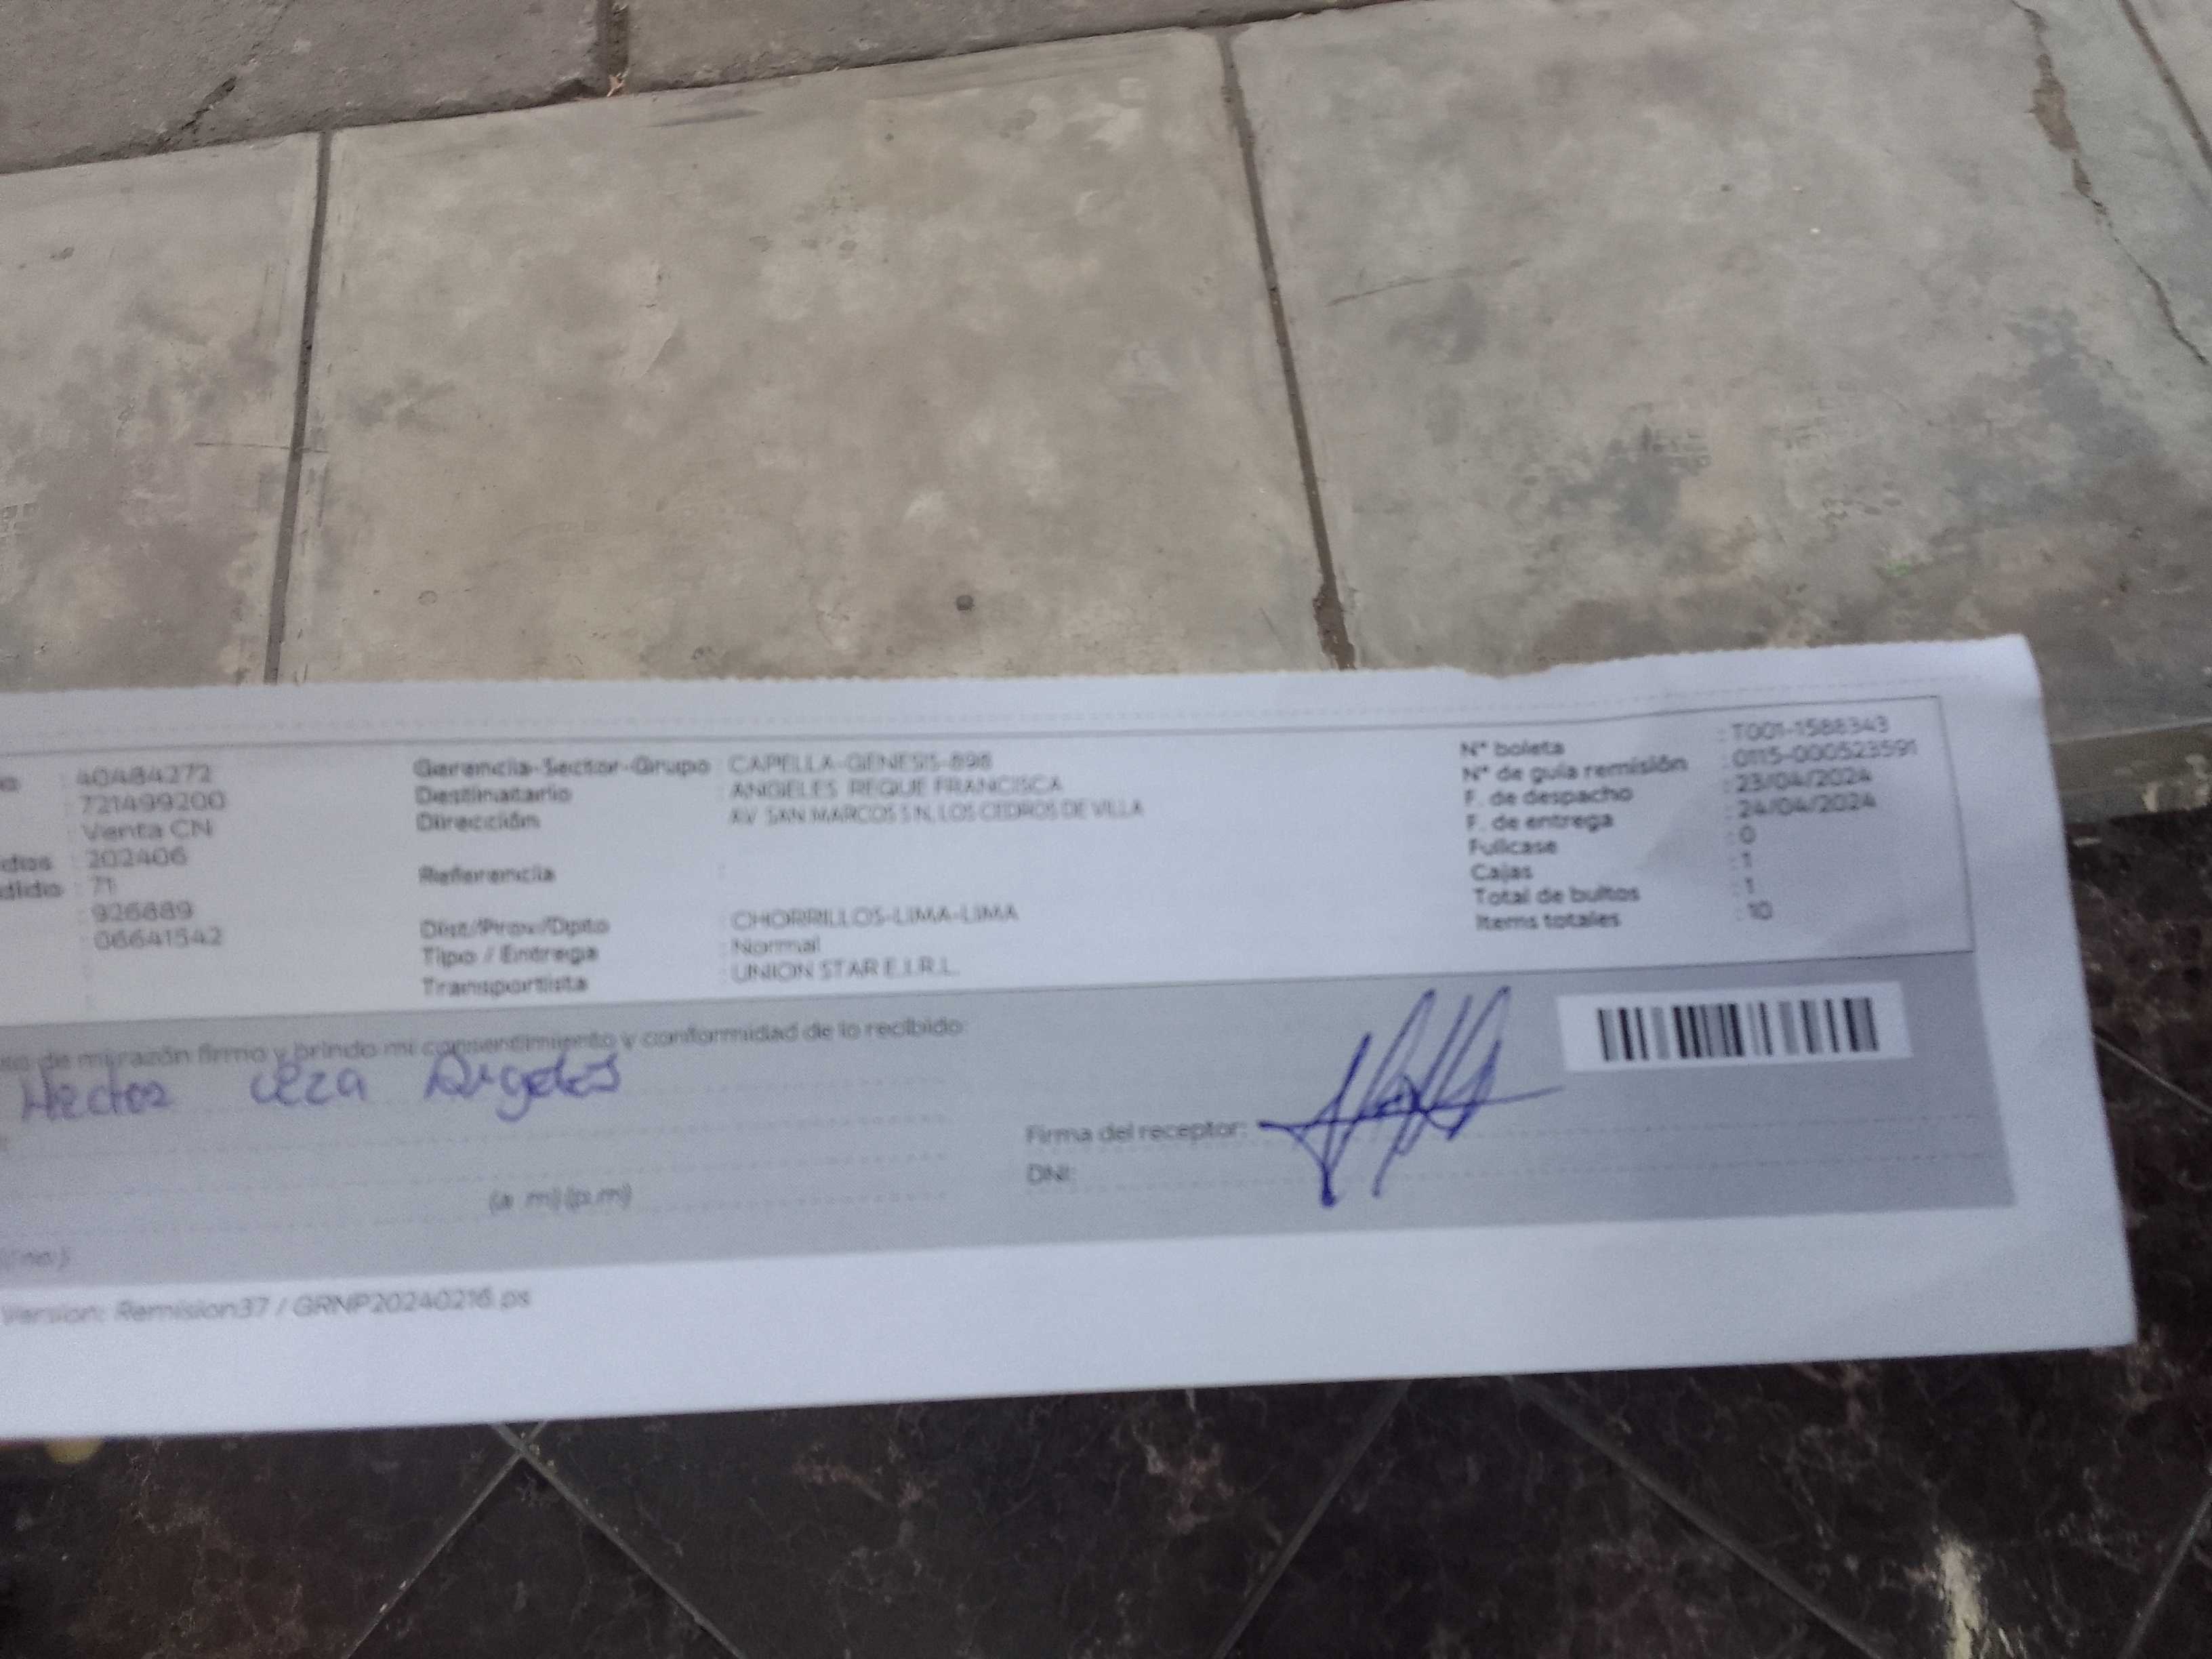 : 40484272
: 721499200
: Venta CN
: 202406
: 71
: 926889
: 06641542
Gerencia-Sector-Grupo : CAPELLA-GENESIS-898
Destinatario : ANGELES REQUE FRANCISCA
Dirección : AV SAN MARCOS SN, LOS CEDROS DE VILLA
Referencia :
Dist/Prov/Dpto : CHORRILLOS-LIMA-LIMA
Tipo / Entrega : Normal
Transportista : UNION STAR E.I.R.L.
N° boleta : T001-1588343
N° de guía remisión : 0115-000523591
F. de despacho : 23/04/2024
F. de entrega : 24/04/2024
Fullcase : 0
Cajas : 1
Total de bultos : 1
Items totales : 10
de mi razón firmo y brindo mi consentimiento y conformidad de lo recibido:
Hector Angeles
Firma del receptor:
DNI:
(a.m) (p.m)
Version: Remision37 / GRNP20240216.ps